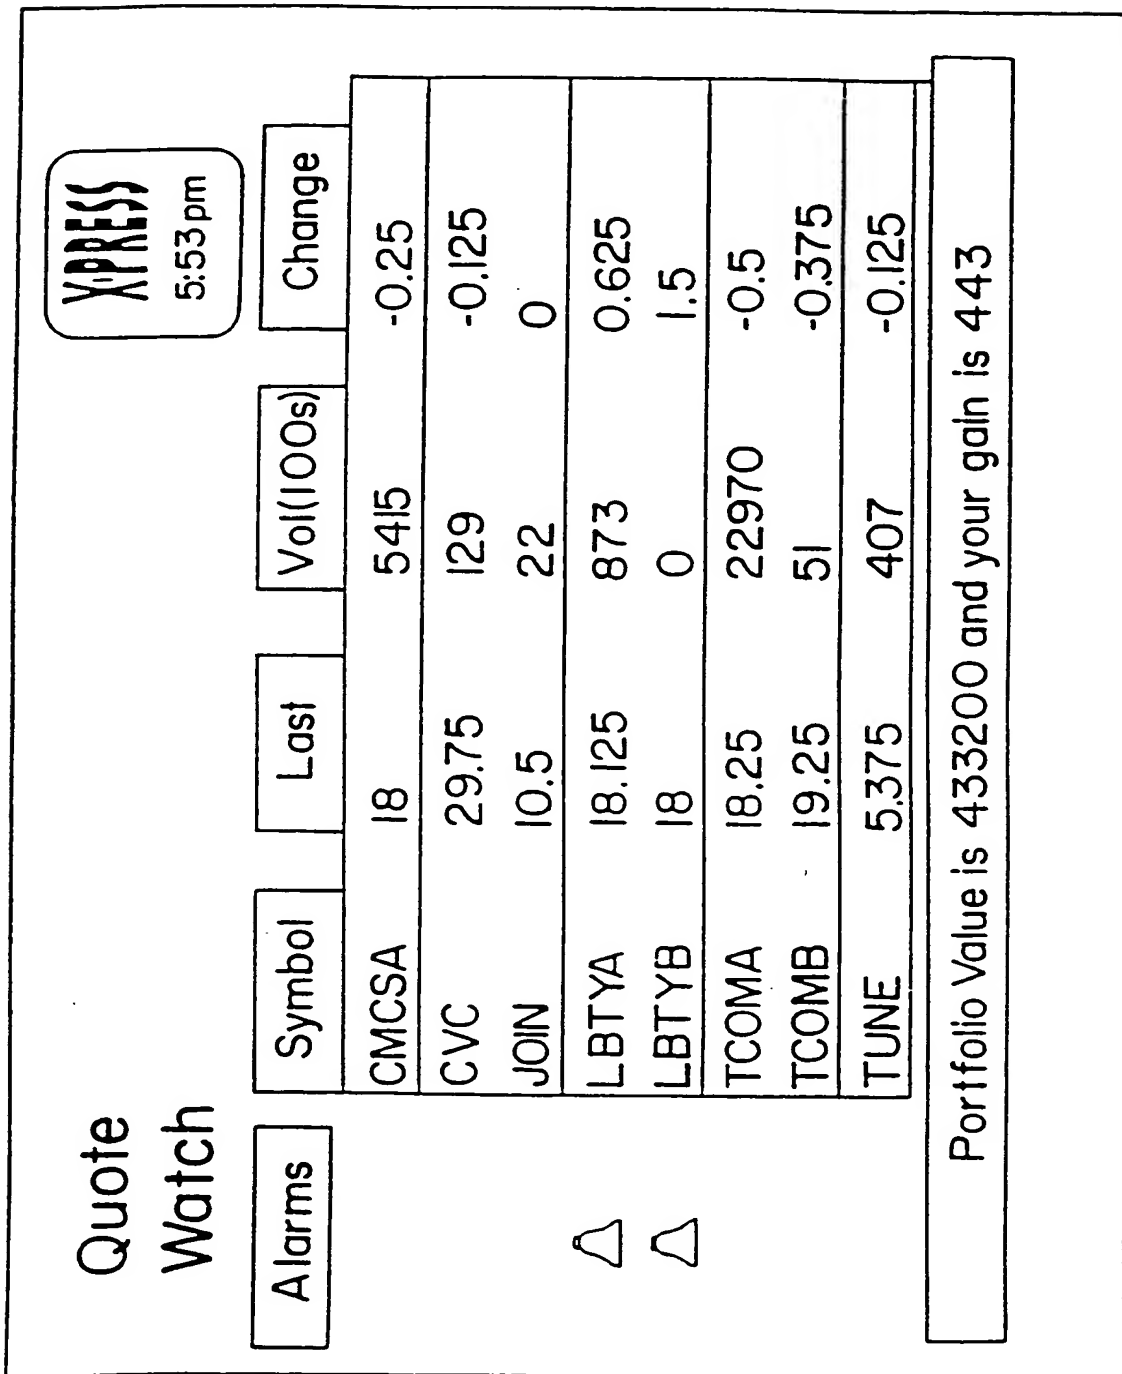 Quote
Watch
X·PRESS
5:53pm
Alarms Symbol Last Vol(100s) Change
CMCSA 18 5415 -0.25
CVC 29.75 129 -0.125
JOIN 10.5 22 0
LBTYA 18.125 873 0.625
LBTYB 18 0 1.5
TCOMA 18.25 22970 -0.5
TCOMB 19.25 51 -0.375
TUNE 5.375 407 -0.125
Portfolio Value is 433200 and your gain is 443